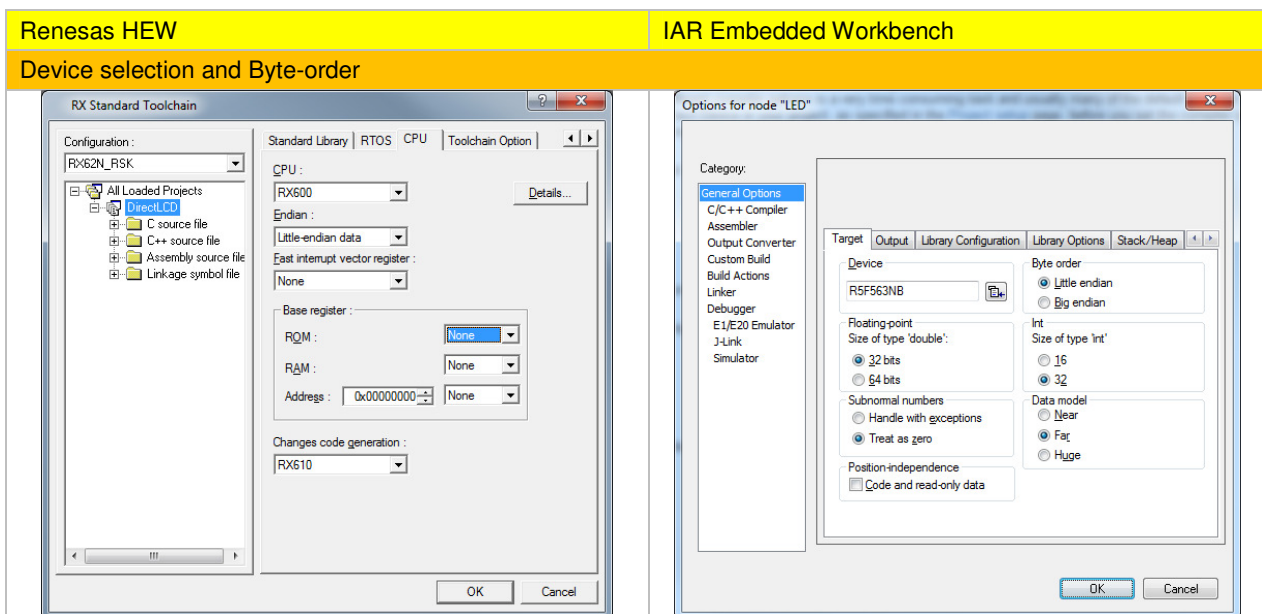 Renesas HEW
IAR Embedded Workbench
Device selection and Byte-order
RX Standard Toolchain
Configuration :
RX62N_RSK
All Loaded Projects
DirectLCD
C source file
C++ source file
Assembly source file
Linkage symbol file
Standard Library
RTOS
CPU
Toolchain Option
CPU :
RX600
Details...
Endian :
Little-endian data
Fast interrupt vector register :
None
Base register :
ROM :
None
RAM :
None
Address :
0x00000000
None
Changes code generation :
RX610
OK
Cancel
Options for node "LED"
Category:
General Options
C/C++ Compiler
Assembler
Output Converter
Custom Build
Build Actions
Linker
Debugger
E1/E20 Emulator
J-Link
Simulator
Target
Output
Library Configuration
Library Options
Stack/Heap
Device
R5F563NB
Byte order
Little endian
Big endian
Floating-point
Size of type 'double':
32 bits
64 bits
Int
Size of type 'int'
16
32
Subnormal numbers
Handle with exceptions
Treat as zero
Data model
Near
Far
Huge
Position-independence
Code and read-only data
OK
Cancel